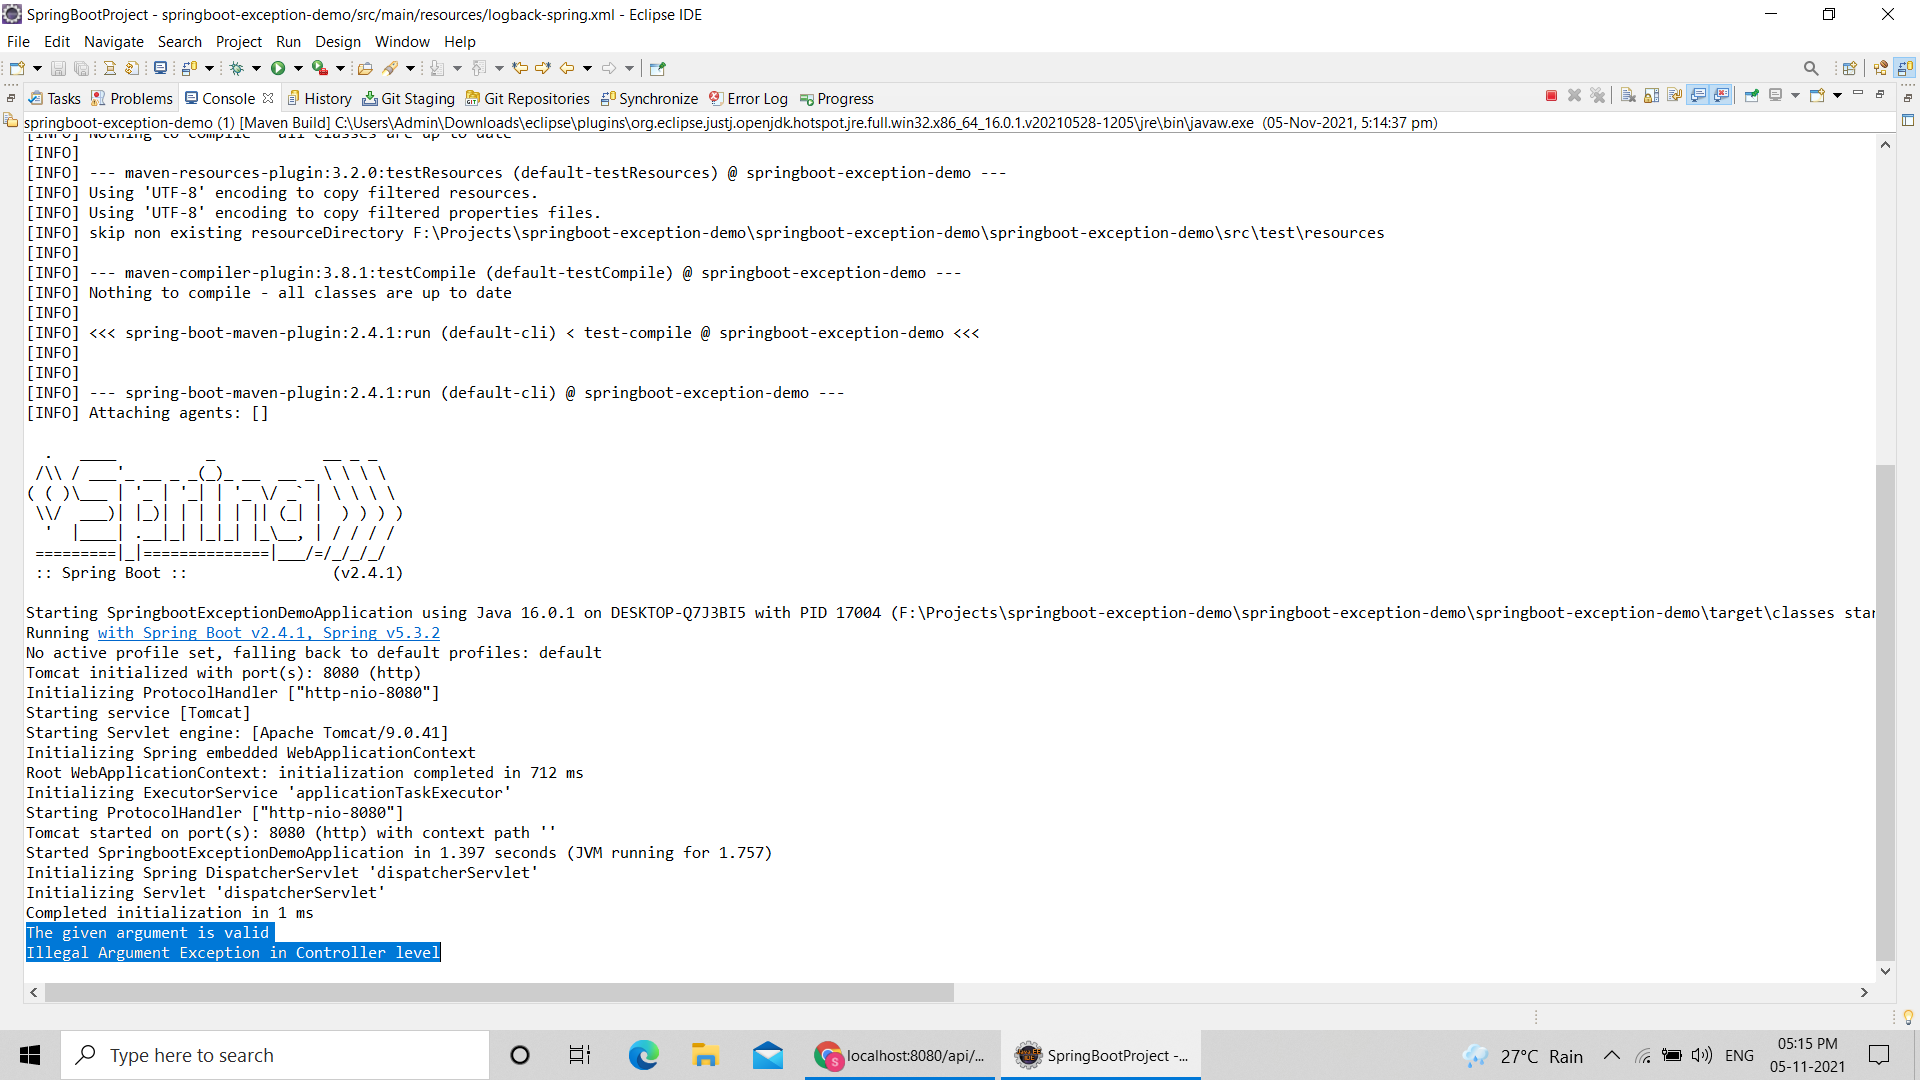 SpringBootProject - springboot-exception-demo/src/main/resources/logback-spring.xml - Eclipse IDE
File Edit Navigate Search Project Run Design Window Help
Tasks Problems Console History Git Staging Git Repositories Synchronize Error Log Progress
springboot-exception-demo (1) [Maven Build] C:\Users\Admin\Downloads\eclipse\plugins\org.eclipse.justj.openjdk.hotspot.jre.full.win32.x86_64_16.0.1.v20210528-1205\jre\bin\javaw.exe (05-Nov-2021, 5:14:37 pm)
[INFO] Nothing to compile - all classes are up to date
[INFO]
[INFO] --- maven-resources-plugin:3.2.0:testResources (default-testResources) @ springboot-exception-demo ---
[INFO] Using 'UTF-8' encoding to copy filtered resources.
[INFO] Using 'UTF-8' encoding to copy filtered properties files.
[INFO] skip non existing resourceDirectory F:\Projects\springboot-exception-demo\springboot-exception-demo\springboot-exception-demo\src\test\resources
[INFO]
[INFO] --- maven-compiler-plugin:3.8.1:testCompile (default-testCompile) @ springboot-exception-demo ---
[INFO] Nothing to compile - all classes are up to date
[INFO]
[INFO] <<< spring-boot-maven-plugin:2.4.1:run (default-cli) < test-compile @ springboot-exception-demo <<<
[INFO]
[INFO]
[INFO] --- spring-boot-maven-plugin:2.4.1:run (default-cli) @ springboot-exception-demo ---
[INFO] Attaching agents: []
Spring
:: Spring Boot :: (v2.4.1)
Starting SpringbootExceptionDemoApplication using Java 16.0.1 on DESKTOP-Q7J3BI5 with PID 17004 (F:\Projects\springboot-exception-demo\springboot-exception-demo\springboot-exception-demo\target\classes star
Running with Spring Boot v2.4.1, Spring v5.3.2
No active profile set, falling back to default profiles: default
Tomcat initialized with port(s): 8080 (http)
Initializing ProtocolHandler ["http-nio-8080"]
Starting service [Tomcat]
Starting Servlet engine: [Apache Tomcat/9.0.41]
Initializing Spring embedded WebApplicationContext
Root WebApplicationContext: initialization completed in 712 ms
Initializing ExecutorService 'applicationTaskExecutor'
Starting ProtocolHandler ["http-nio-8080"]
Tomcat started on port(s): 8080 (http) with context path ''
Started SpringbootExceptionDemoApplication in 1.397 seconds (JVM running for 1.757)
Initializing Spring DispatcherServlet 'dispatcherServlet'
Initializing Servlet 'dispatcherServlet'
Completed initialization in 1 ms
The given argument is valid
Illegal Argument Exception in Controller level
Type here to search
localhost:8080/api/...
SpringBootProject -...
27°C Rain
ENG
05:15 PM
05-11-2021